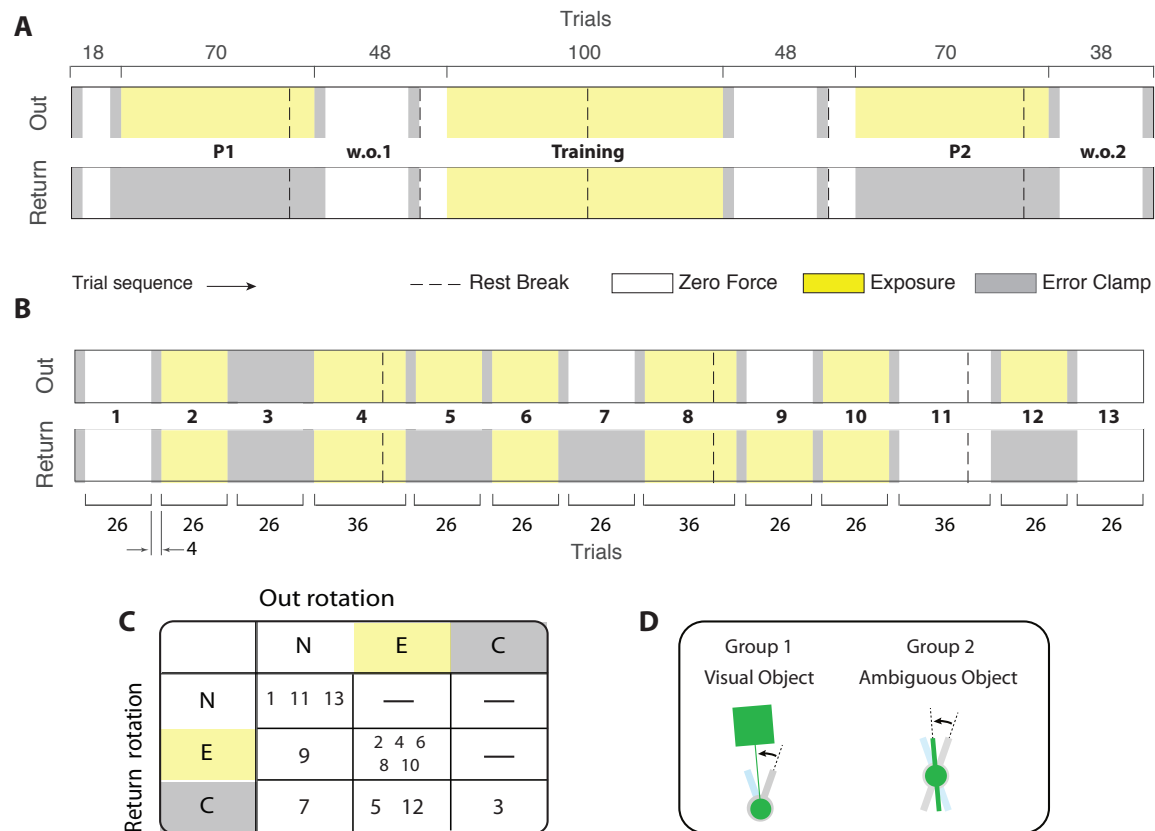 A
Trials
18 70 48 100 48 70 38
Out
P1 w.o.1 Training P2 w.o.2
Return
Trial sequence Rest Break Zero Force Exposure Error Clamp
B
Out
1 2 3 4 5 6 7 8 9 10 11 12 13
Return
26 26 26 36 26 26 26 36 26 26 36 26 26
4
Trials
C
Out rotation
N E C
Return rotation
N 1 11 13 — —
E 9 2 4 6 —
8 10
C 7 5 12 3
D
Group 1 Group 2
Visual Object Ambiguous Object